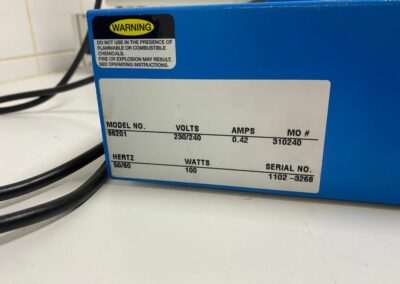 WARNING
DO NOT USE IN THE PRESENCE OF
FLAMMABLE OR COMBUSTIBLE
CHEMICALS.
FIRE OR EXPLOSION MAY RESULT.
SEE OPERATING INSTRUCTIONS.
MODEL NO. VOLTS AMPS MO #
86201 230/240 0.42 310240
HERTZ WATTS SERIAL NO.
50/60 100 1102 -3268